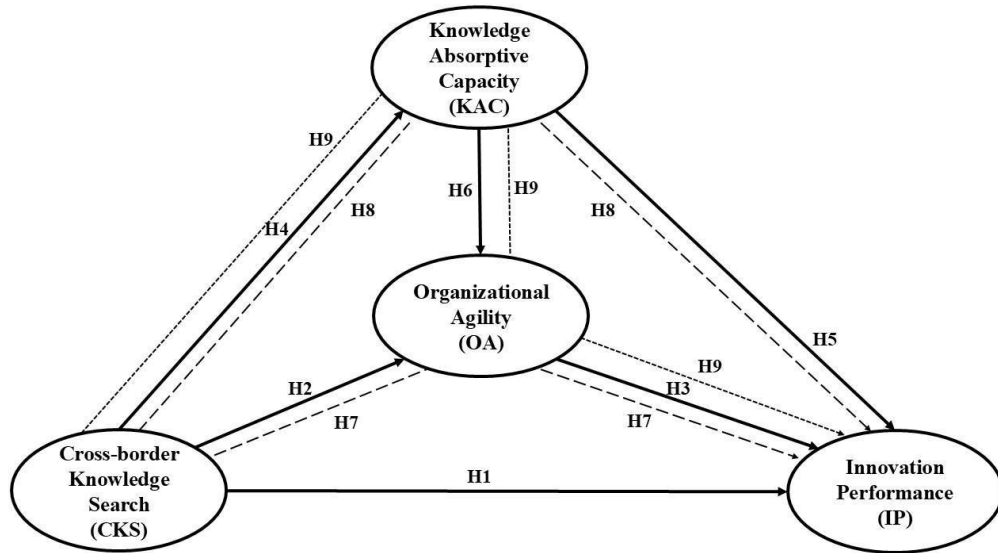 Knowledge
Absorptive
Capacity
(KAC)
H9
H4
H8
H6
H9
H8
H5
Organizational
Agility
(OA)
H2
H7
H9
H3
H7
Cross-border
Knowledge
Search
(CKS)
H1
Innovation
Performance
(IP)